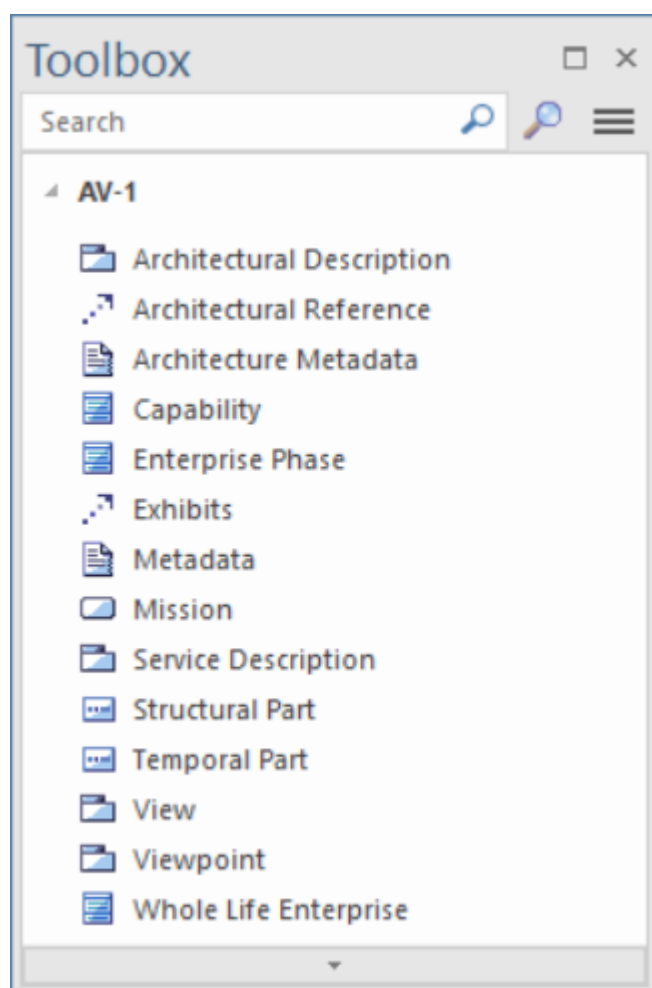 Toolbox
Search
AV-1
Architectural Description
Architectural Reference
Architecture Metadata
Capability
Enterprise Phase
Exhibits
Metadata
Mission
Service Description
Structural Part
Temporal Part
View
Viewpoint
Whole Life Enterprise